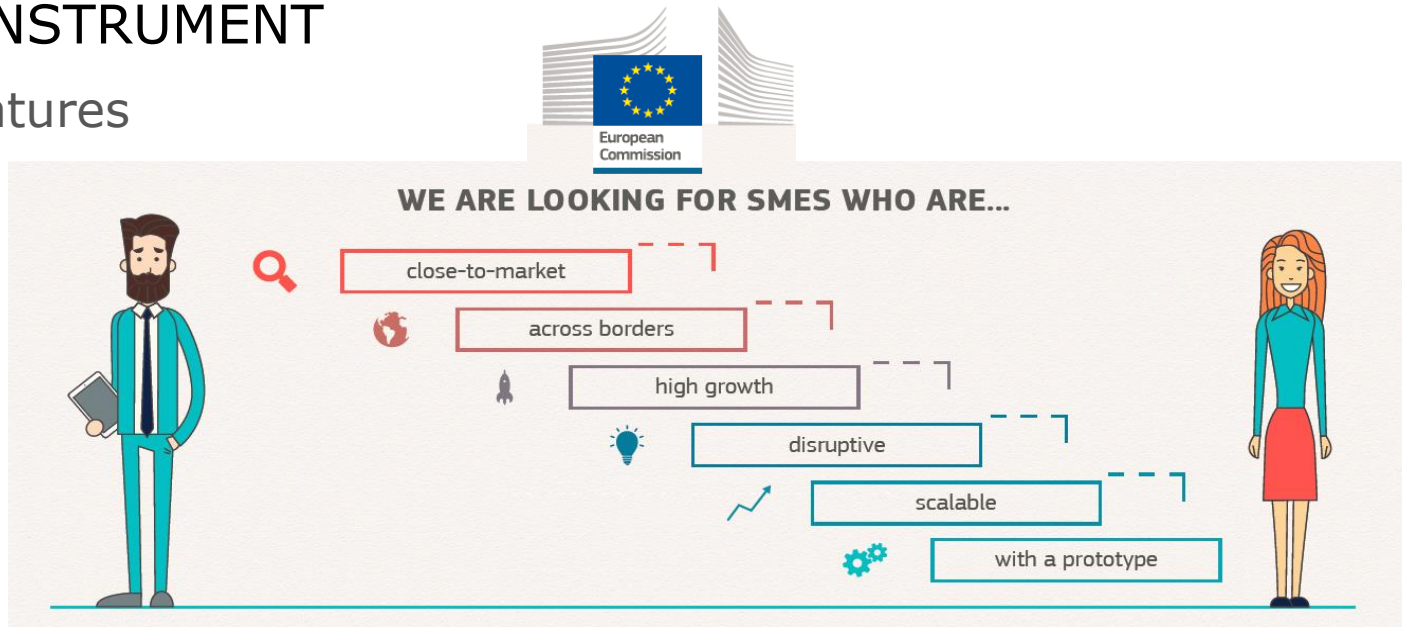 NSTRUMENT
tures
European
Commission
WE ARE LOOKING FOR SMES WHO ARE...
close-to-market
across borders
high growth
disruptive
scalable
with a prototype